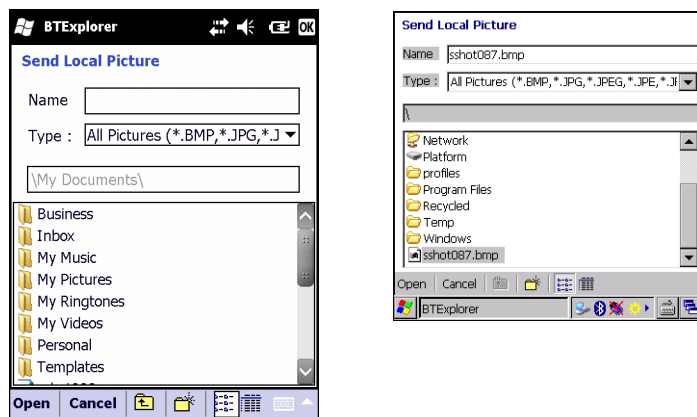 BTExplorer
OK
Send Local Picture
Name
Type : All Pictures (*.BMP,*.JPG,*.J
\My Documents\
Business
Inbox
My Music
My Pictures
My Ringtones
My Videos
Personal
Templates
Open Cancel
Send Local Picture
Name sshot087.bmp
Type : All Pictures (*.BMP,*.JPG,*.JPEG,*.JPE,*.JF
\
Network
Platform
profiles
Program Files
Recycled
Temp
Windows
sshot087.bmp
Open Cancel
BTExplorer